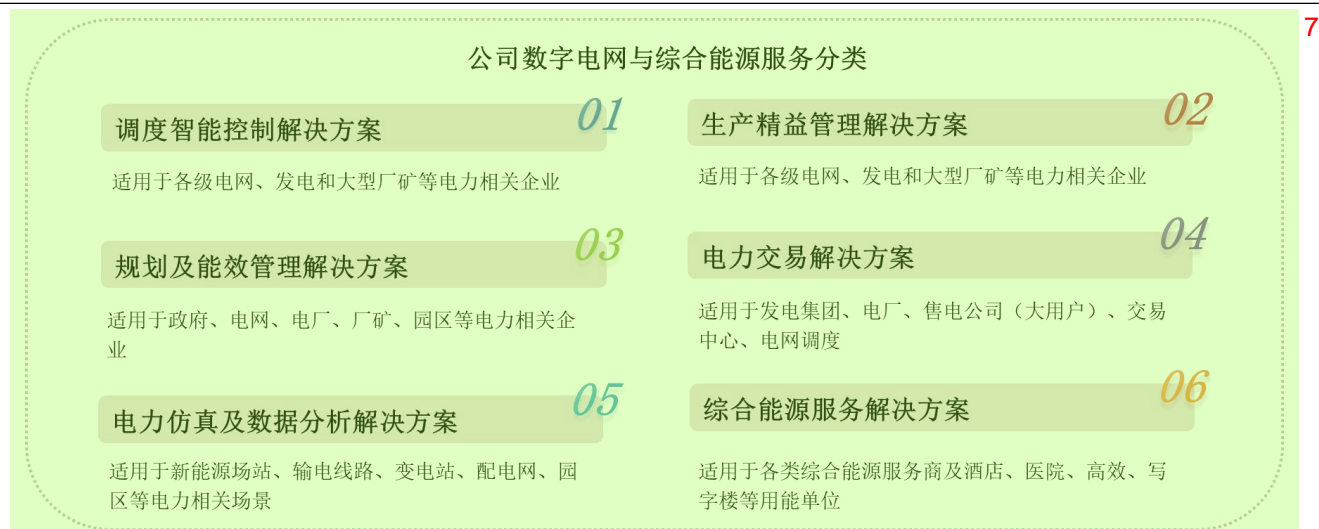 7
公司数字电网与综合能源服务分类
01
调度智能控制解决方案
适用于各级电网、发电和大型厂矿等电力相关企业
02
生产精益管理解决方案
适用于各级电网、发电和大型厂矿等电力相关企业
03
规划及能效管理解决方案
适用于政府、电网、电厂、厂矿、园区等电力相关企
业
04
电力交易解决方案
适用于发电集团、电厂、售电公司（大用户）、交易
中心、电网调度
05
电力仿真及数据分析解决方案
适用于新能源场站、输电线路、变电站、配电网、园
区等电力相关场景
06
综合能源服务解决方案
适用于各类综合能源服务商及酒店、医院、高效、写
字楼等用能单位